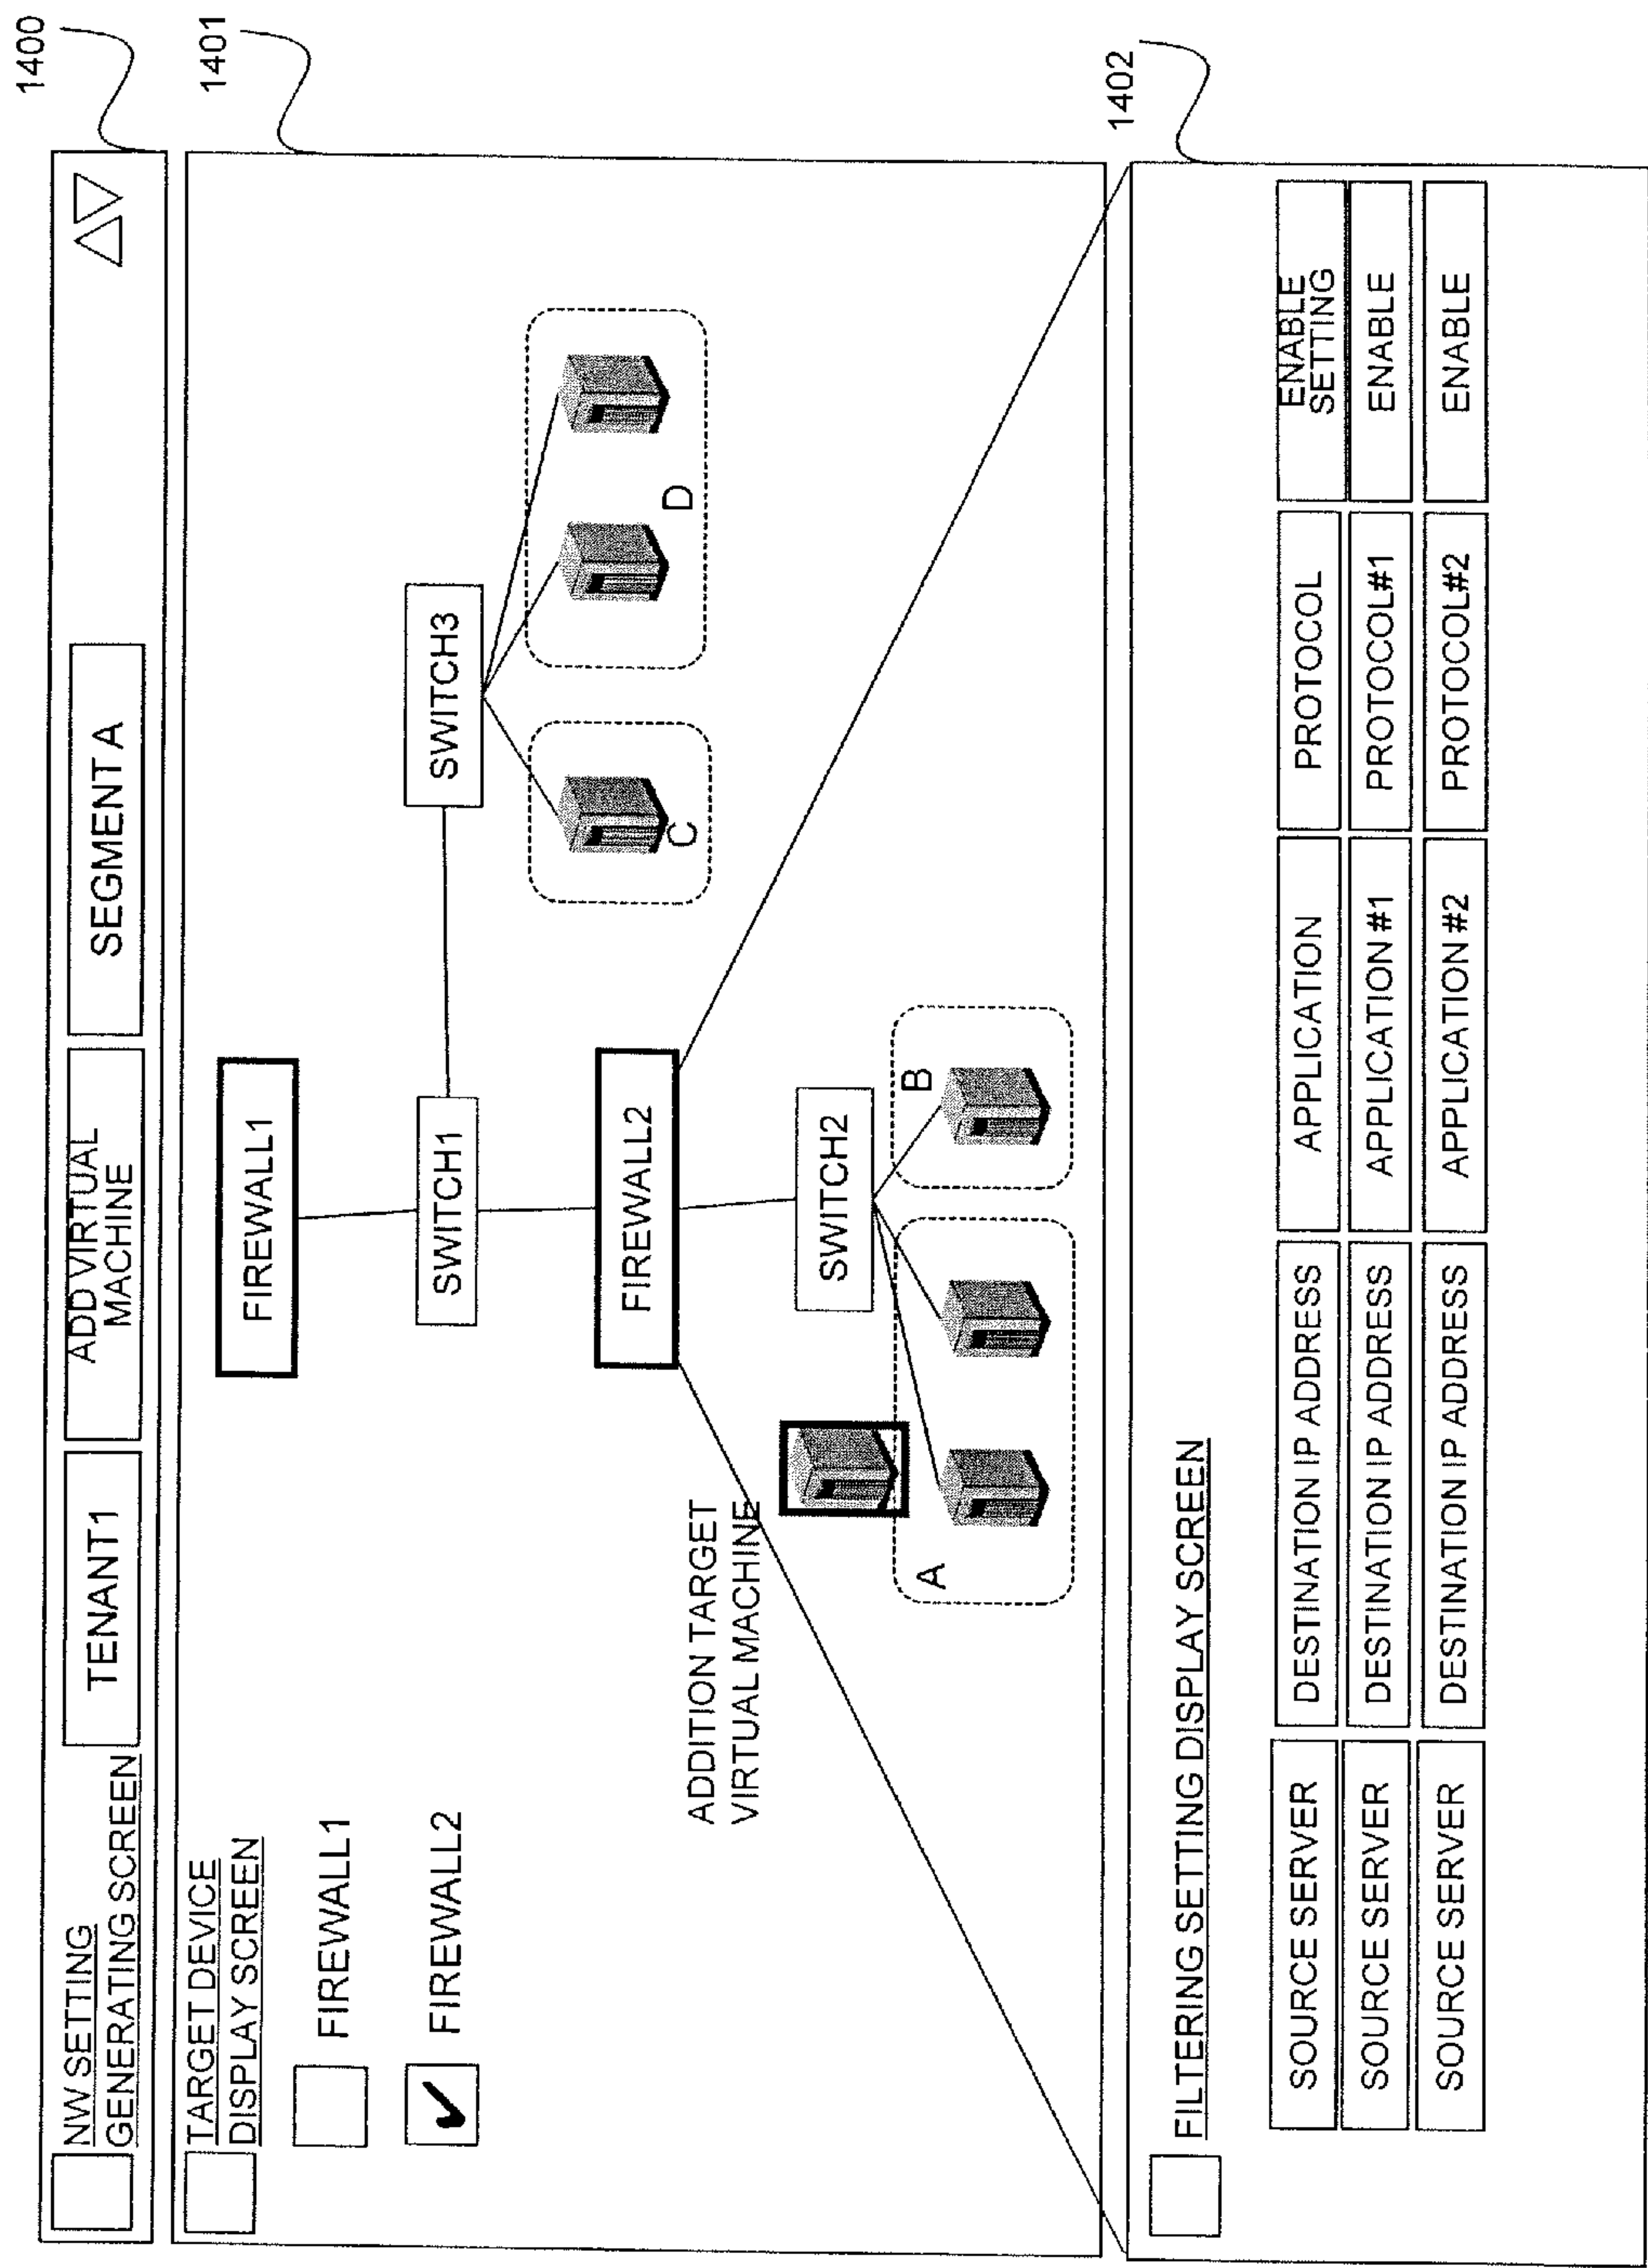 1400
NW SETTING
GENERATING SCREEN
TENANT1
ADD VIRTUAL
MACHINE
SEGMENT A
1401
TARGET DEVICE
DISPLAY SCREEN
FIREWALL1
FIREWALL2
FIREWALL1
SWITCH1
SWITCH3
C
D
FIREWALL2
ADDITION TARGET
VIRTUAL MACHINE
SWITCH2
A
B
1402
FILTERING SETTING DISPLAY SCREEN
SOURCE SERVER DESTINATION IP ADDRESS APPLICATION PROTOCOL ENABLE SETTING
SOURCE SERVER DESTINATION IP ADDRESS APPLICATION #1 PROTOCOL#1 ENABLE
SOURCE SERVER DESTINATION IP ADDRESS APPLICATION #2 PROTOCOL#2 ENABLE